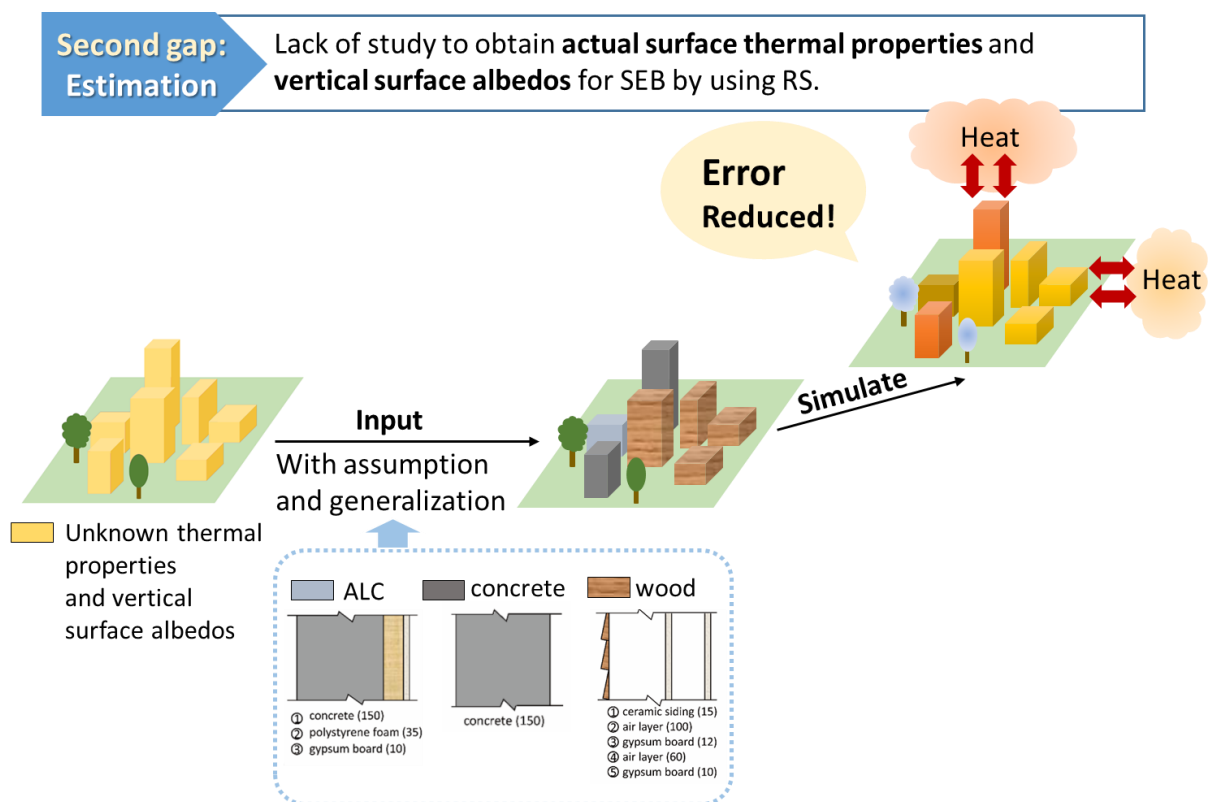 Second gap:
Estimation
Lack of study to obtain actual surface thermal properties and
vertical surface albedos for SEB by using RS.
Heat
Error
Reduced!
Heat
Simulate
Input
With assumption
and generalization
Unknown thermal
properties
and vertical
surface albedos
ALC
concrete
wood
① concrete (150)
② polystyrene foam (35)
③ gypsum board (10)
concrete (150)
① ceramic siding (15)
② air layer (100)
③ gypsum board (12)
④ air layer (60)
⑤ gypsum board (10)